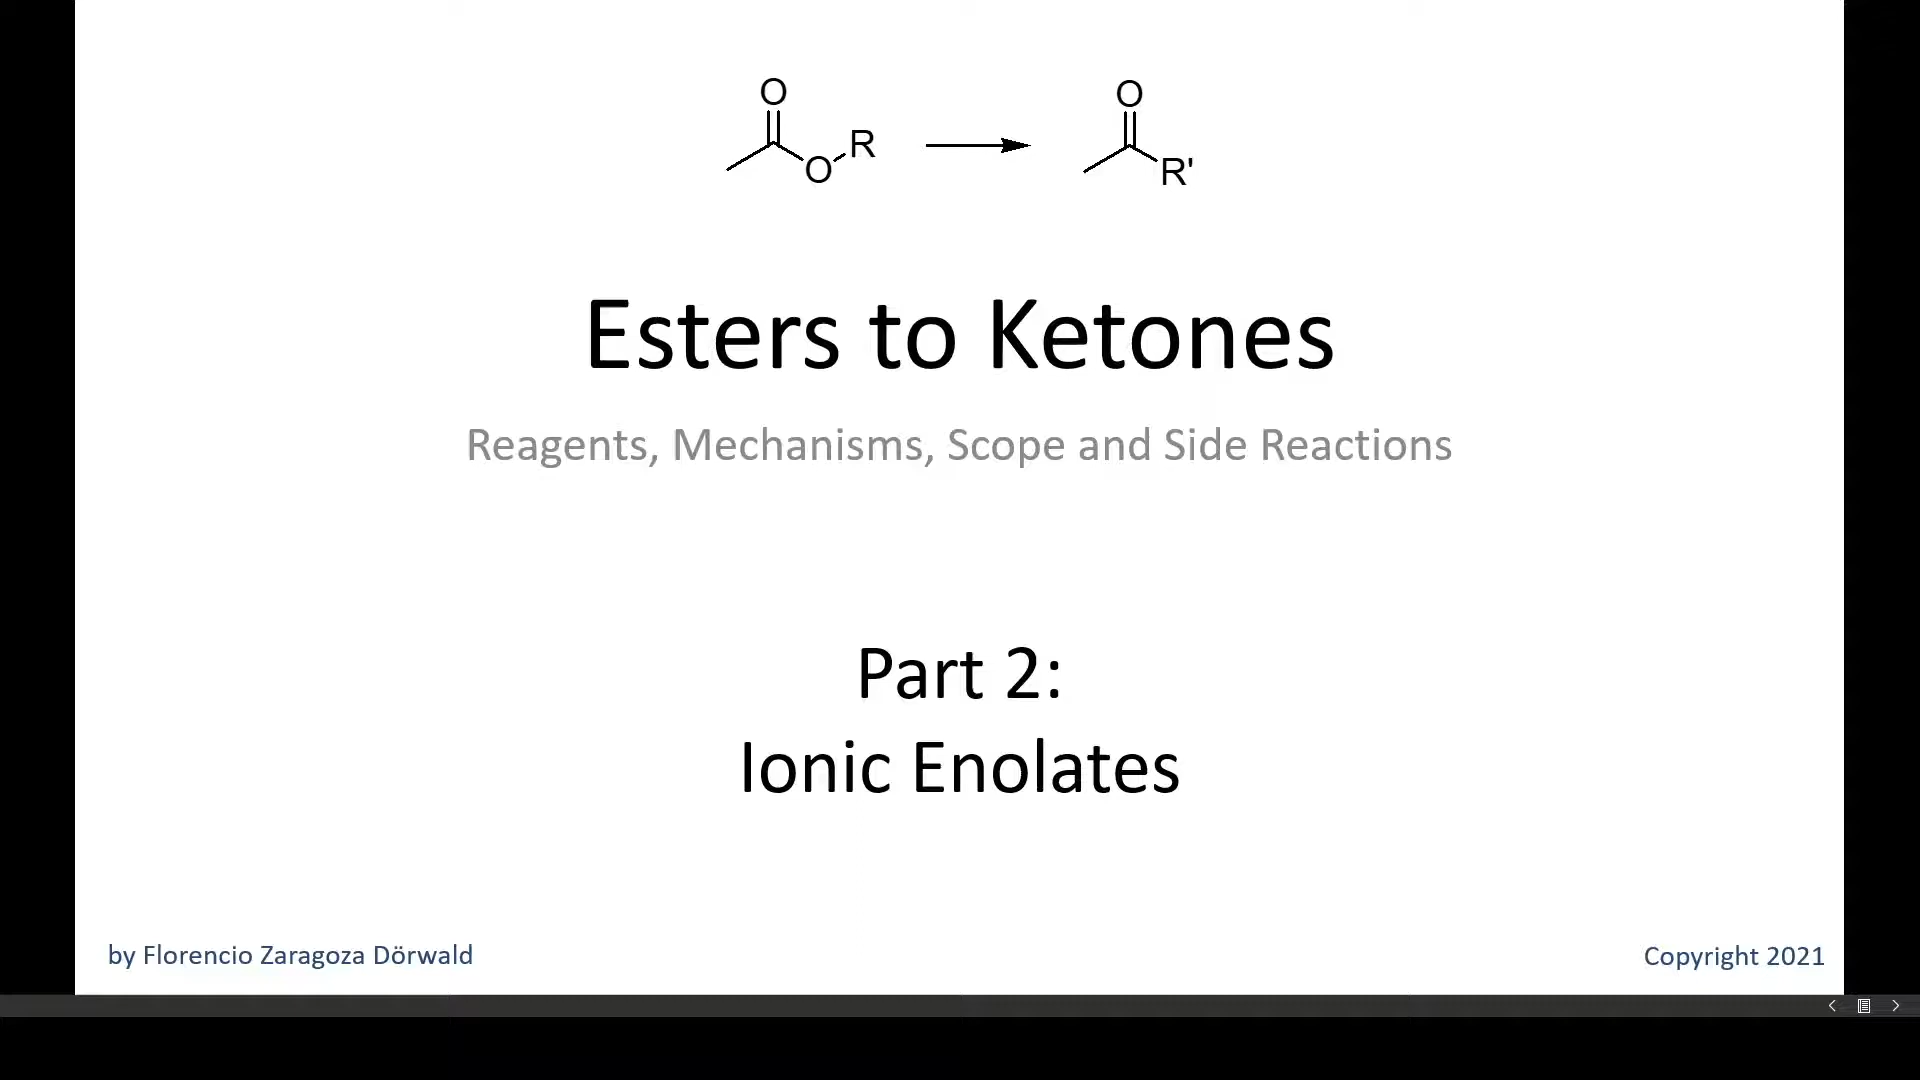 O
O
R
O
R'
Esters to Ketones
Reagents, Mechanisms, Scope and Side Reactions
Part 2:
Ionic Enolates
by Florencio Zaragoza Dörwald
Copyright 2021